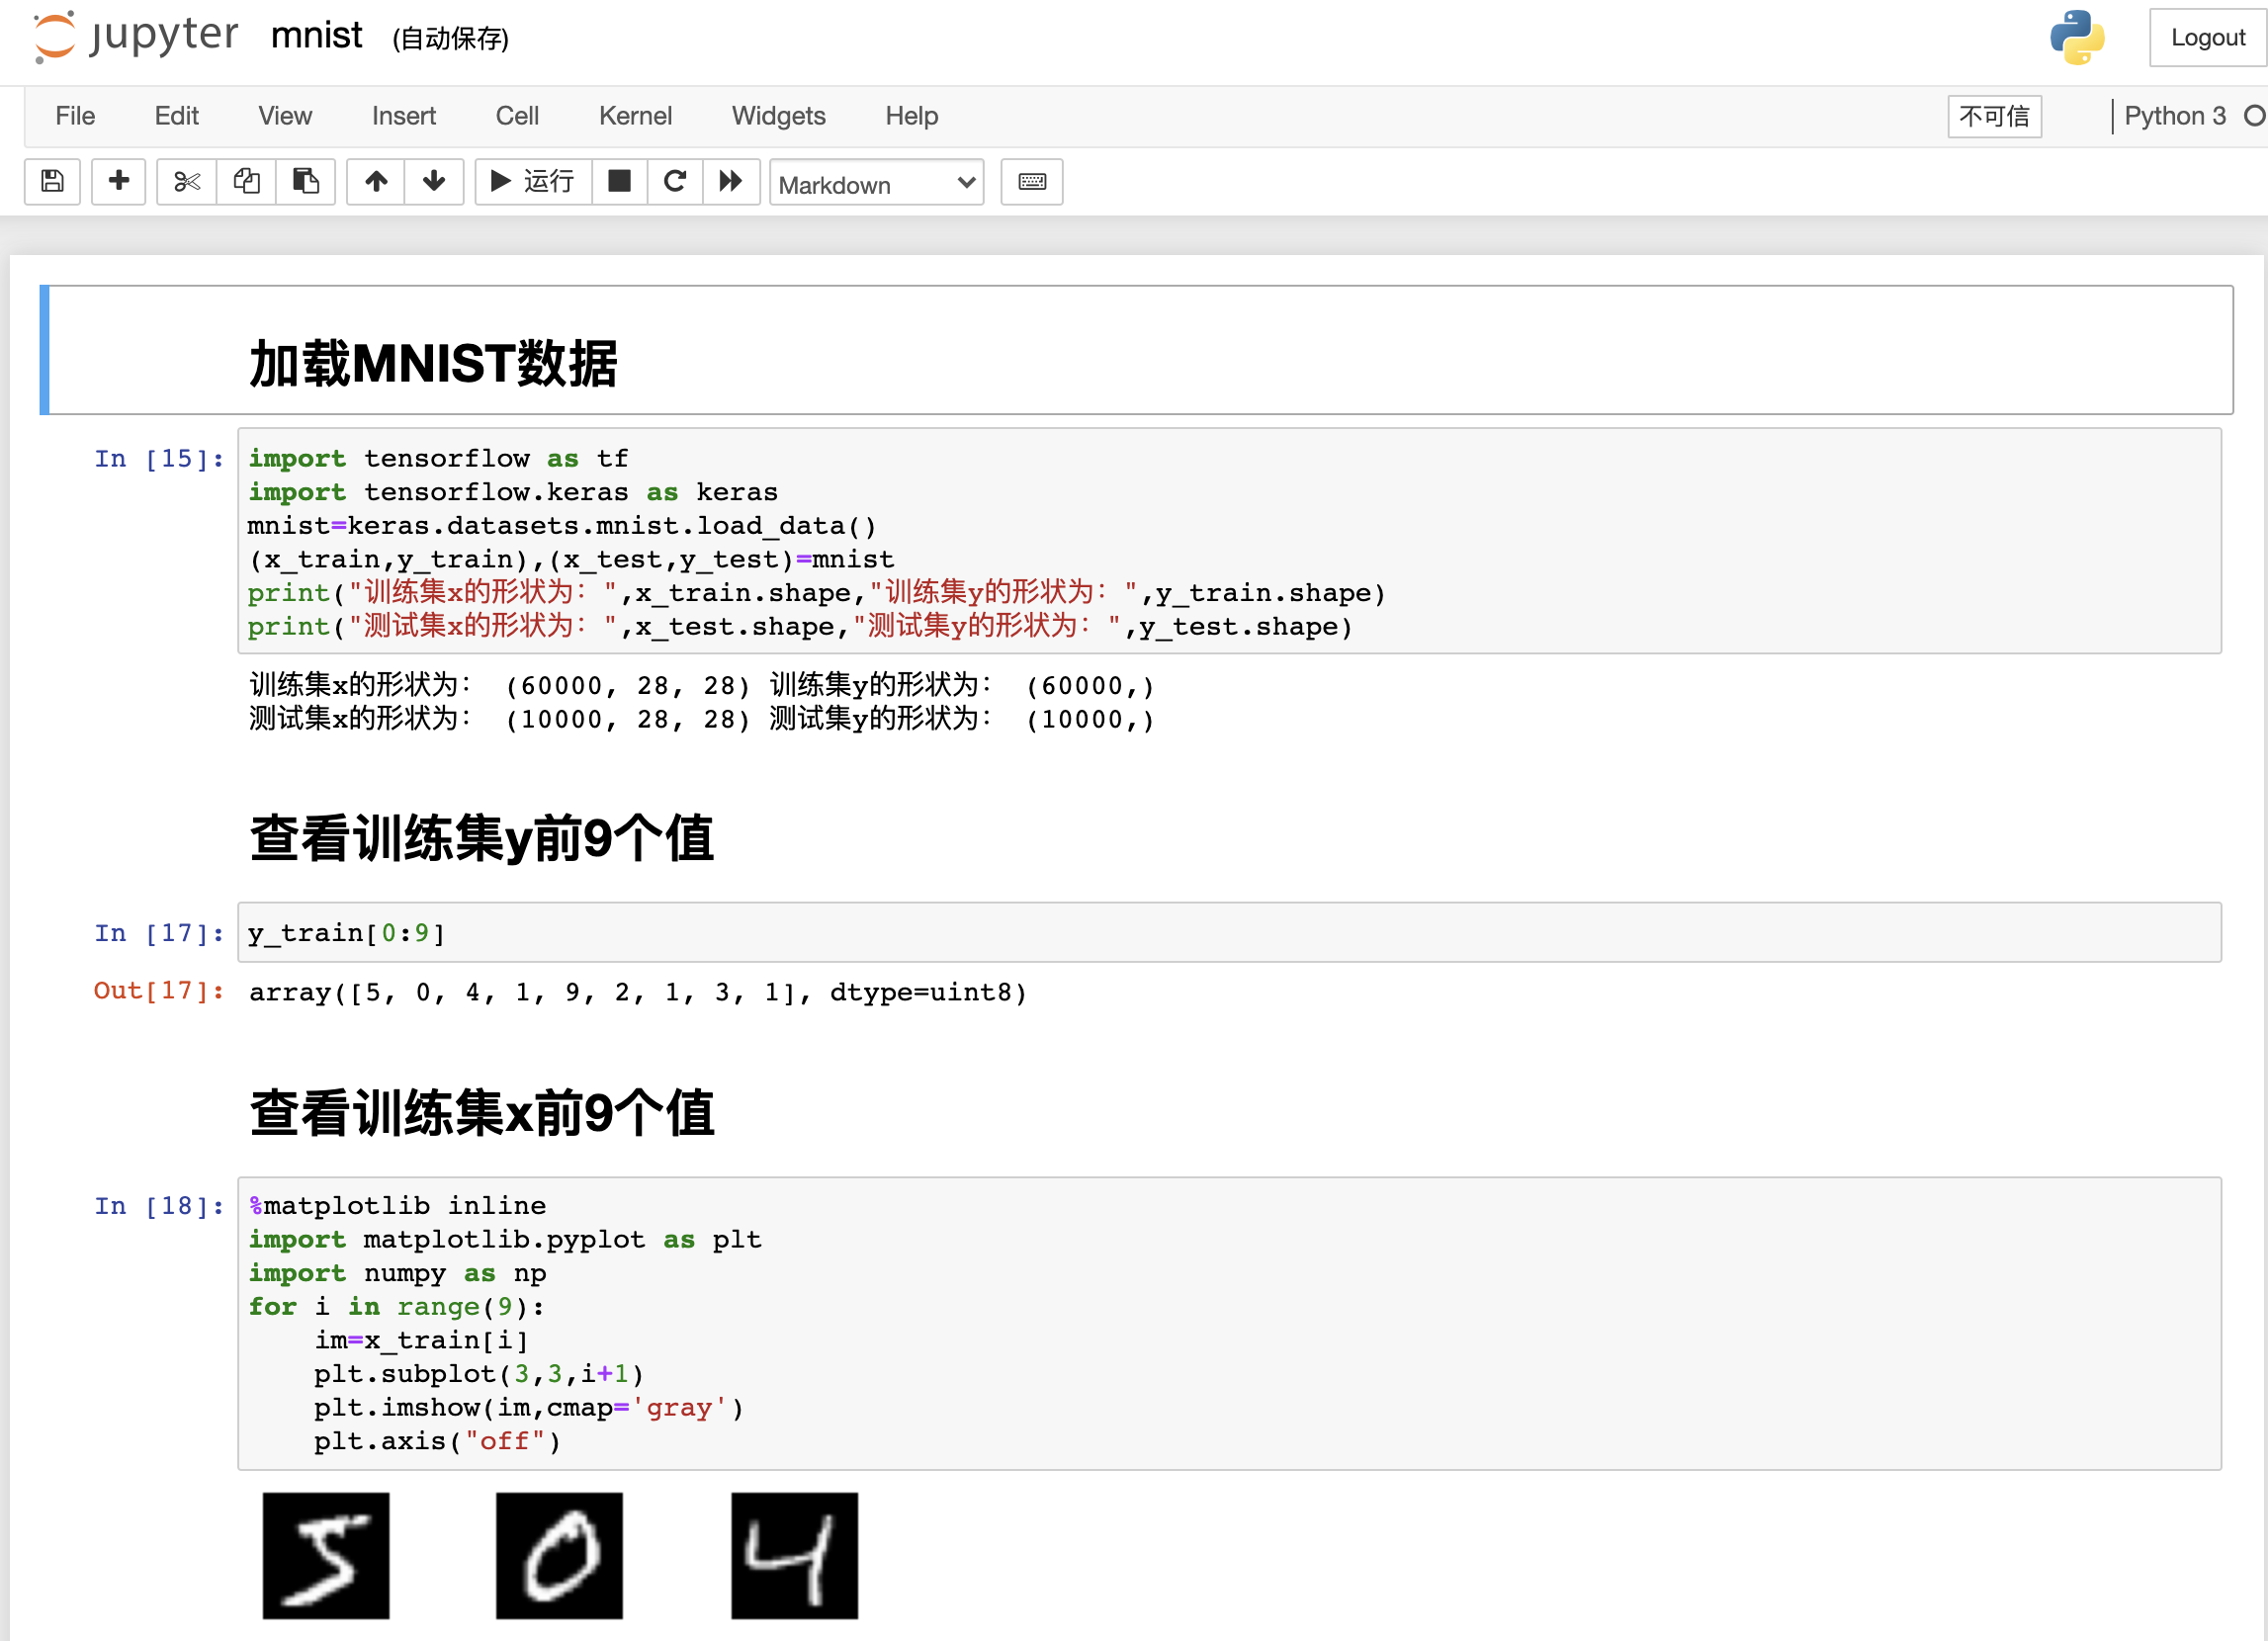 jupyter mnist (自动保存)
Logout
File Edit View Insert Cell Kernel Widgets Help 不可信 Python 3
运行 Markdown
加载MNIST数据
In [15]: import tensorflow as tf
import tensorflow.keras as keras
mnist=keras.datasets.mnist.load_data()
(x_train,y_train),(x_test,y_test)=mnist
print("训练集x的形状为：",x_train.shape,"训练集y的形状为：",y_train.shape)
print("测试集x的形状为：",x_test.shape,"测试集y的形状为：",y_test.shape)
训练集x的形状为： (60000, 28, 28) 训练集y的形状为： (60000,)
测试集x的形状为： (10000, 28, 28) 测试集y的形状为： (10000,)
查看训练集y前9个值
In [17]: y_train[0:9]
Out[17]: array([5, 0, 4, 1, 9, 2, 1, 3, 1], dtype=uint8)
查看训练集x前9个值
In [18]: %matplotlib inline
import matplotlib.pyplot as plt
import numpy as np
for i in range(9):
    im=x_train[i]
    plt.subplot(3,3,i+1)
    plt.imshow(im,cmap='gray')
    plt.axis("off")
5 0 4